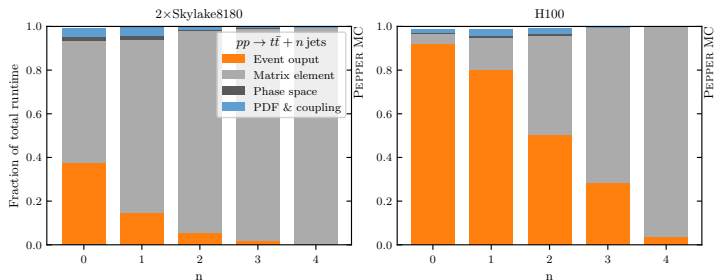 2×Skylake8180
H100
pp → tt̄ + n jets
Event ouput
Matrix element
Phase space
PDF & coupling
Fraction of total runtime
1.0
0.8
0.6
0.4
0.2
0.0
0 1 2 3 4
n
PEPPER MC
1.0
0.8
0.6
0.4
0.2
0.0
0 1 2 3 4
n
PEPPER MC